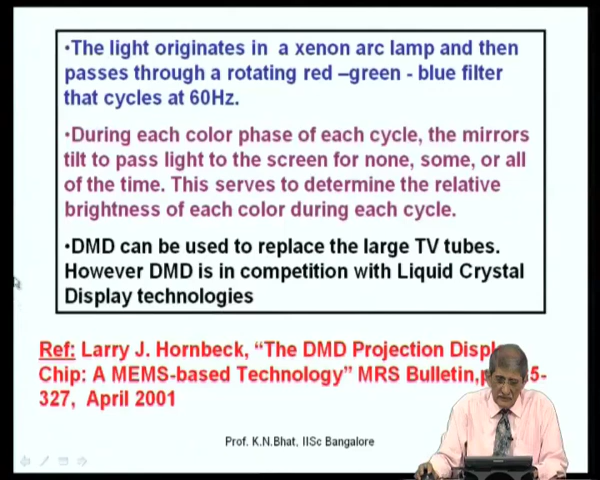 •The light originates in a xenon arc lamp and then
passes through a rotating red –green - blue filter
that cycles at 60Hz.
•During each color phase of each cycle, the mirrors
tilt to pass light to the screen for none, some, or all
of the time. This serves to determine the relative
brightness of each color during each cycle.
•DMD can be used to replace the large TV tubes.
However DMD is in competition with Liquid Crystal
Display technologies
Ref: Larry J. Hornbeck, “The DMD Projection
Chip: A MEMS-based Technology” MRS Bulletin,
327, April 2001
Prof. K.N.Bhat, IISc Bangalore